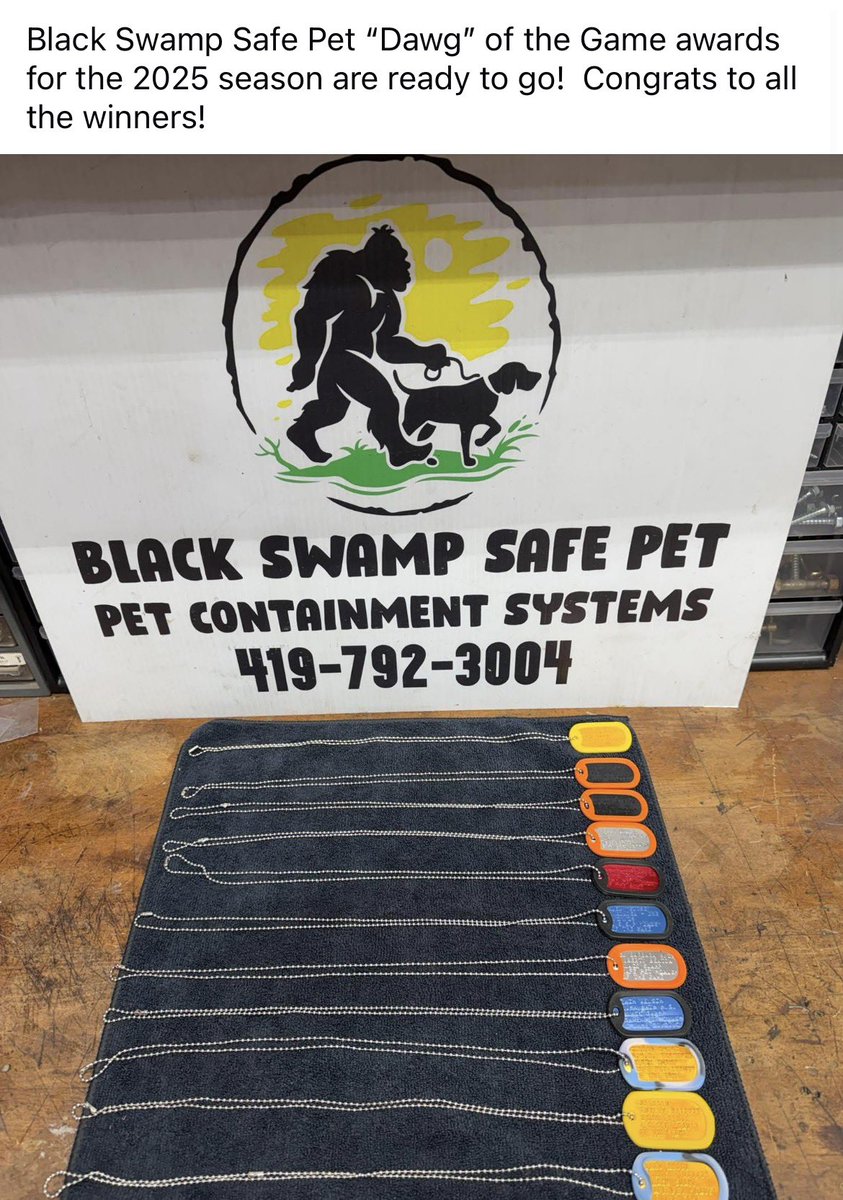 Black Swamp Safe Pet “Dawg” of the Game awards
for the 2025 season are ready to go!  Congrats to all
the winners!
BLACK SWAMP SAFE PET
PET CONTAINMENT SYSTEMS
419-792-3004